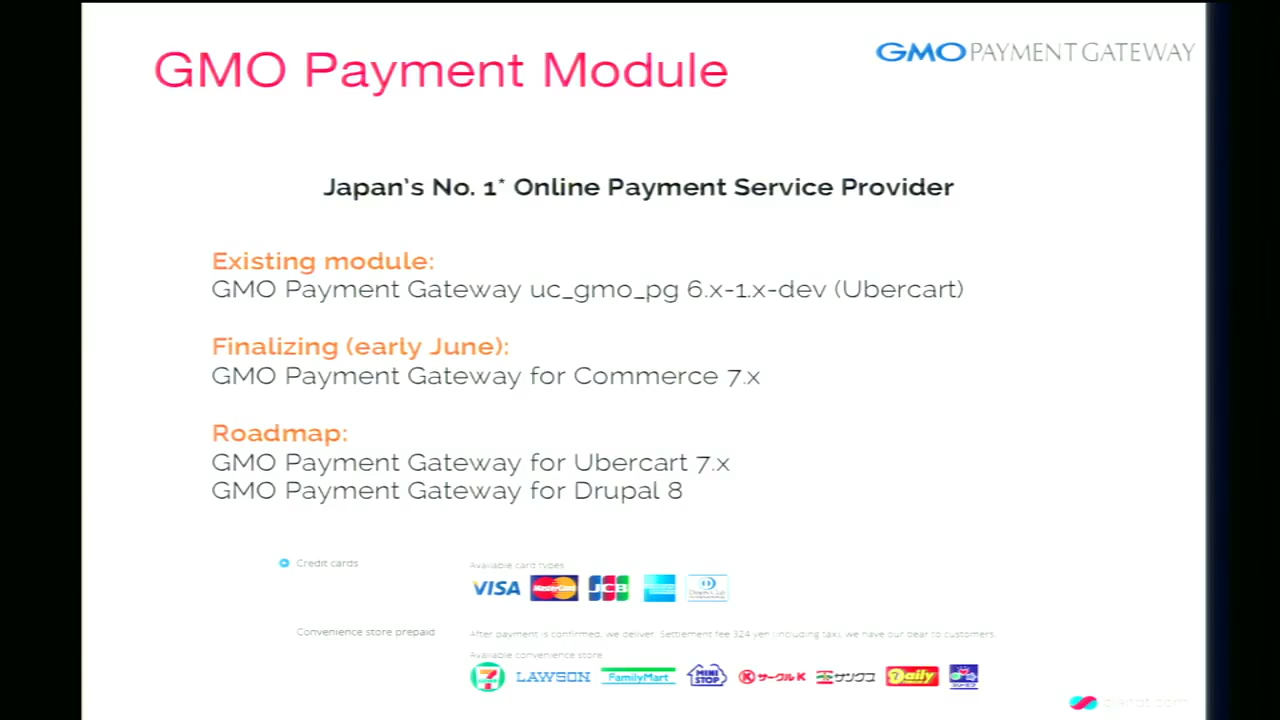 GMO Payment Module
GMO PAYMENT GATEWAY
Japan's No. 1* Online Payment Service Provider
Existing module:
GMO Payment Gateway uc_gmo_pg 6.x-1.x-dev (Ubercart)
Finalizing (early June):
GMO Payment Gateway for Commerce 7.x
Roadmap:
GMO Payment Gateway for Ubercart 7.x
GMO Payment Gateway for Drupal 8
Credit cards
Available card types
VISA MasterCard JCB
Convenience store prepaid
After payment is confirmed, we deliver. Settlement fee 324 yen (including tax), we have our bear to customers.
Available convenience store
7 LAWSON FamilyMart MINI STOP K サークルK サンクス Daily